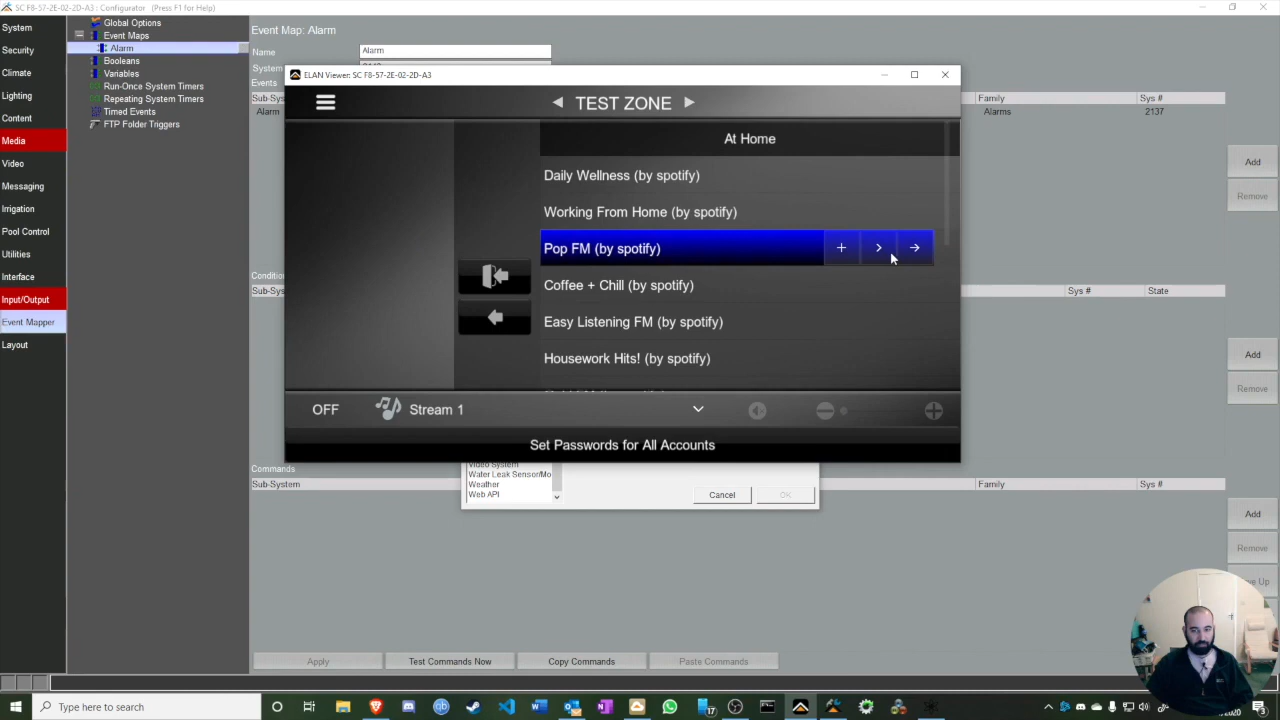 SC F8-57-2E-02-2D-A3 : Configurator (Press F1 for Help)
System
Security
Climate
Lighting
Content
Media
Video
Messaging
Irrigation
Pool Control
Utilities
Interface
Input/Output
Event Mapper
Layout
Global Options
Event Maps
Alarm
Booleans
Variables
Run-Once System Timers
Repeating System Timers
Timed Events
FTP Folder Triggers
Event Map: Alarm
Name Alarm
System
Events
Sub-Sys Family Sys #
Alarm Alarms 2137
Add
Remove
ELAN Viewer: SC F8-57-2E-02-2D-A3
TEST ZONE
At Home
Daily Wellness (by spotify)
Working From Home (by spotify)
Pop FM (by spotify)
Coffee + Chill (by spotify)
Easy Listening FM (by spotify)
Housework Hits! (by spotify)
OFF Stream 1
Set Passwords for All Accounts
Sub-Sys Sys # State
Add
Remove
Commands
Sub-System Family Sys #
Video System
Water Leak Sensor/Mo
Weather
Web API
Cancel OK
Add
Remove
Up
Apply Test Commands Now Copy Commands Paste Commands
Type here to search